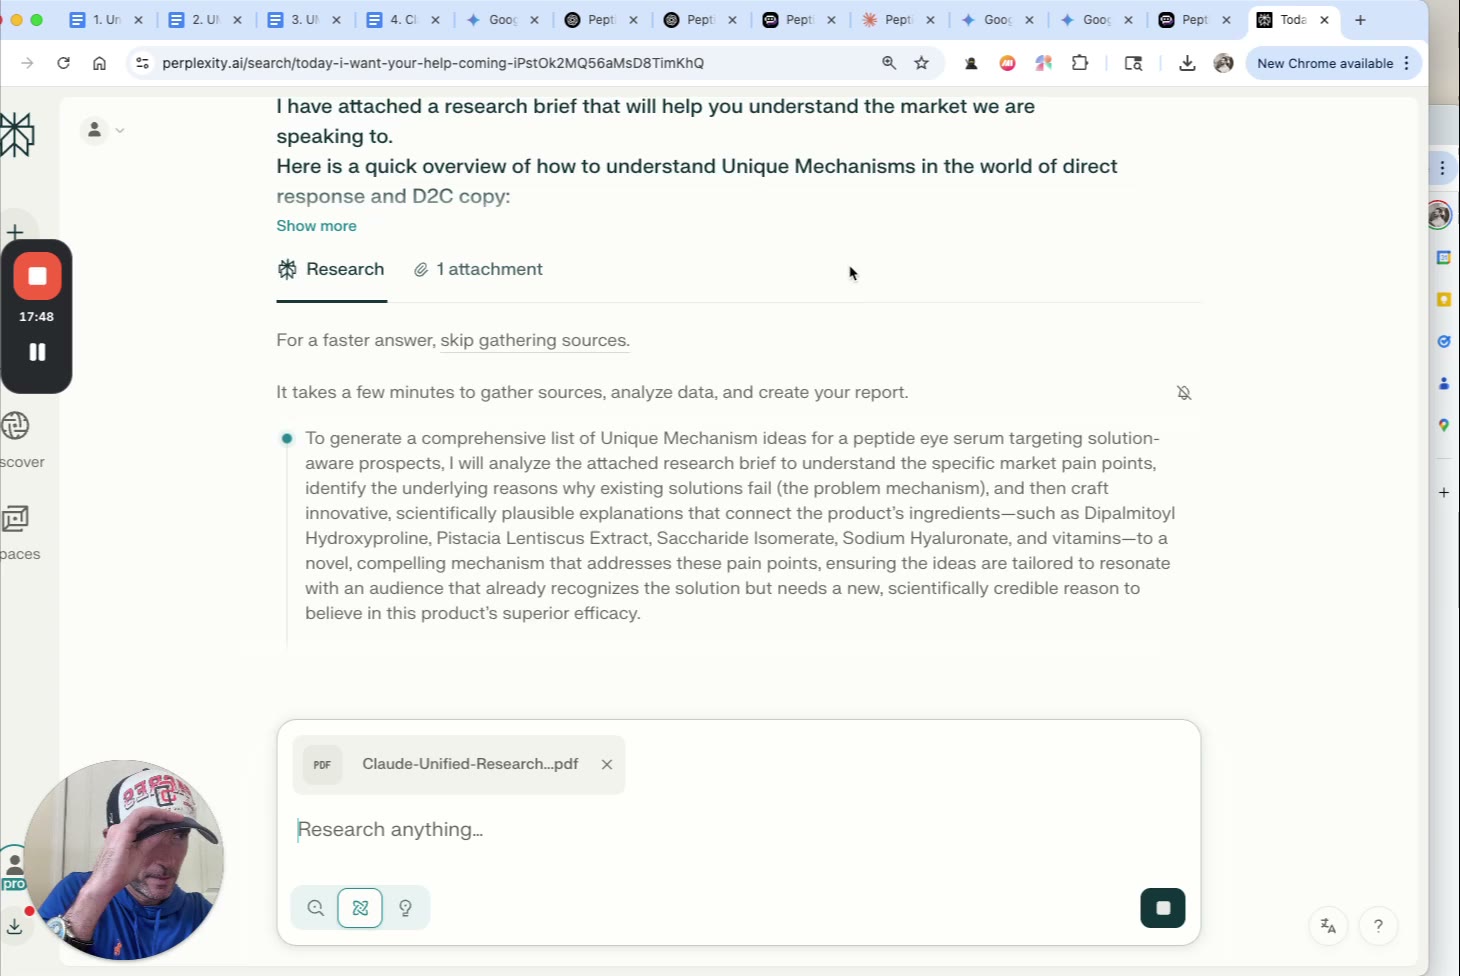 1. Un
2. Ul
3. Ul
4. C
Goog
Pepti
Pepti
Pepti
Pepti
Goog
Goog
Pept
Toda
perplexity.ai/search/today-i-want-your-help-coming-iPstOk2MQ56aMsD8TimKhQ
New Chrome available
I have attached a research brief that will help you understand the market we are
speaking to.
Here is a quick overview of how to understand Unique Mechanisms in the world of direct
response and D2C copy:
Show more
Research
1 attachment
17:48
For a faster answer, skip gathering sources.
It takes a few minutes to gather sources, analyze data, and create your report.
To generate a comprehensive list of Unique Mechanism ideas for a peptide eye serum targeting solution-
aware prospects, I will analyze the attached research brief to understand the specific market pain points,
identify the underlying reasons why existing solutions fail (the problem mechanism), and then craft
innovative, scientifically plausible explanations that connect the product's ingredients—such as Dipalmitoyl
Hydroxyproline, Pistacia Lentiscus Extract, Saccharide Isomerate, Sodium Hyaluronate, and vitamins—to a
novel, compelling mechanism that addresses these pain points, ensuring the ideas are tailored to resonate
with an audience that already recognizes the solution but needs a new, scientifically credible reason to
believe in this product's superior efficacy.
scover
paces
PDF
Claude-Unified-Research...pdf
Research anything...
pro
?